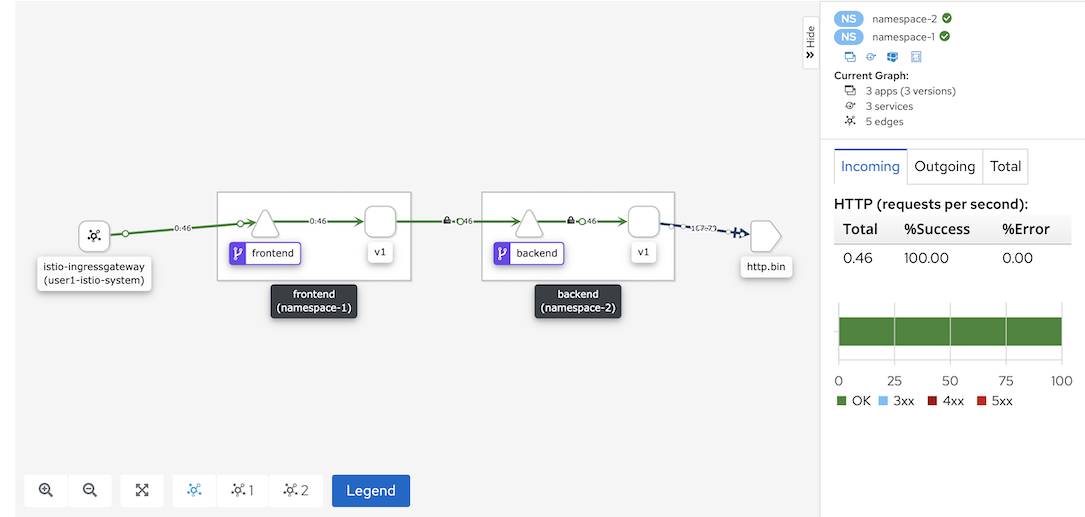 Hide
NS namespace-2
NS namespace-1
Current Graph:
3 apps (3 versions)
3 services
5 edges
Incoming Outgoing Total
HTTP (requests per second):
Total %Success %Error
0.46 100.00 0.00
0 25 50 75 100
OK 3xx 4xx 5xx
0.46
0:46
46
46
istio-ingressgateway
(user1-istio-system)
frontend
v1
frontend
(namespace-1)
backend
v1
backend
(namespace-2)
http.bin
1 2 Legend